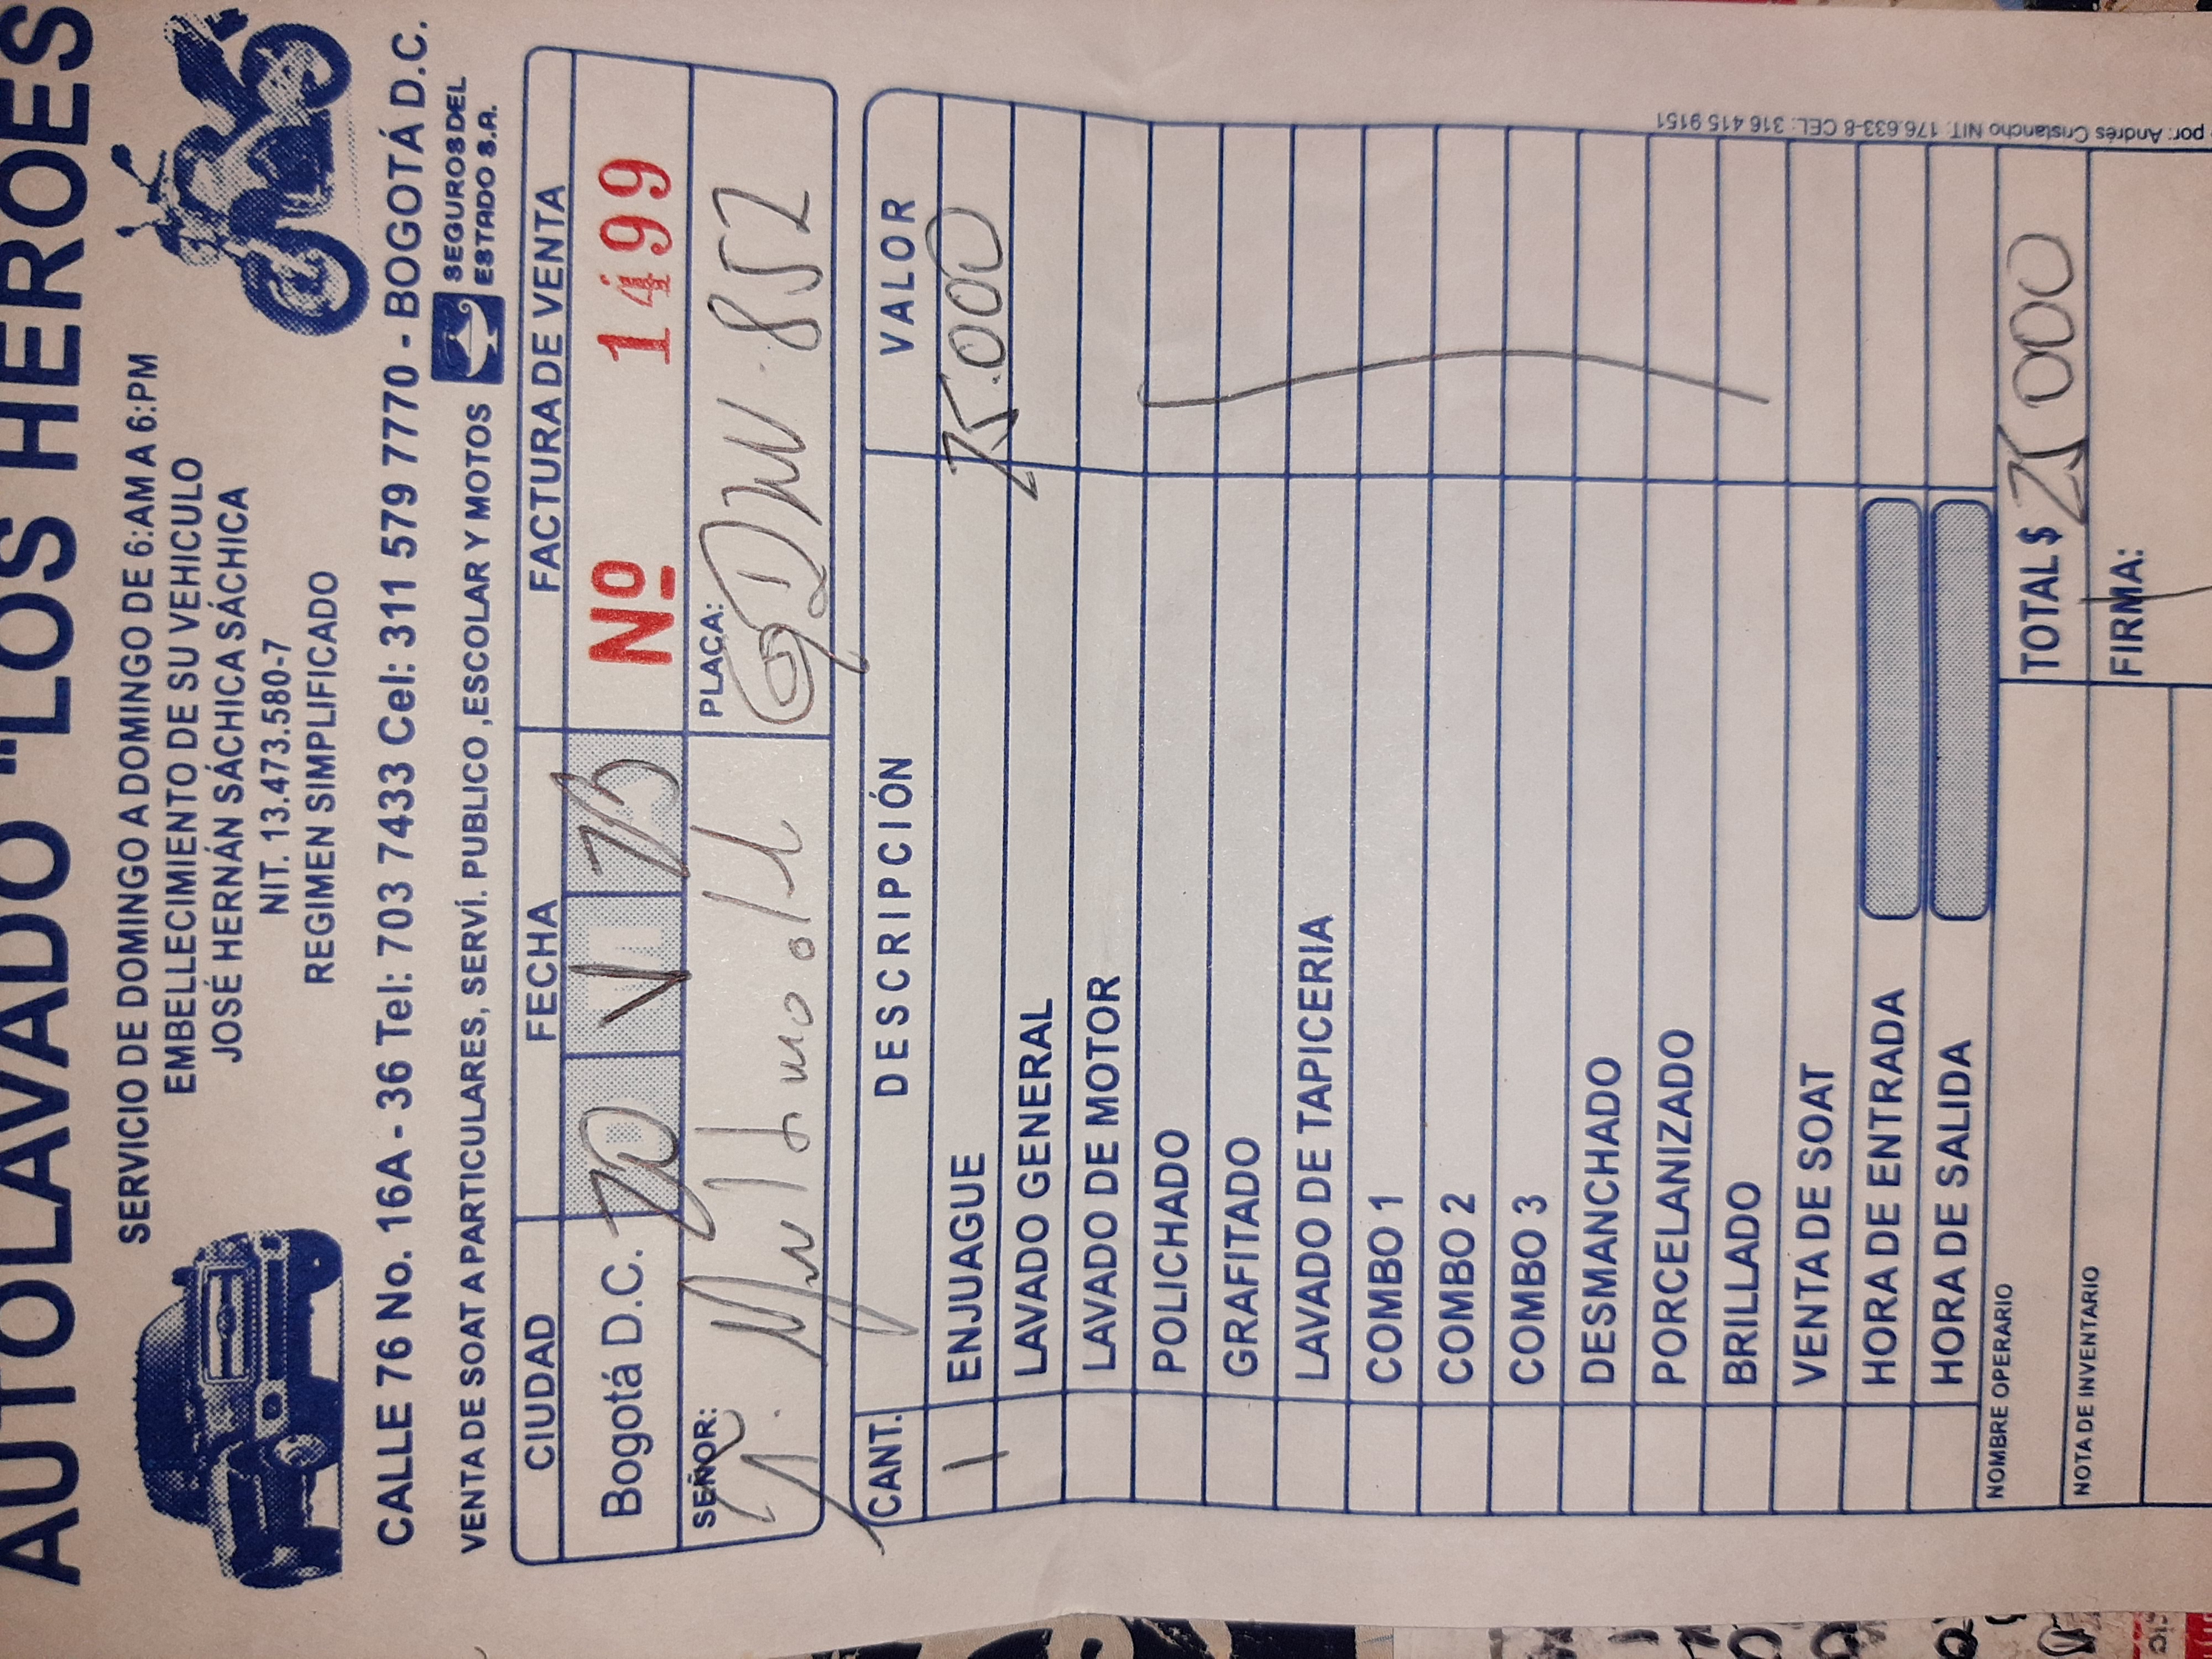 AUTOLAVADO "LOS HEROES
SERVICIO DE DOMINGO A DOMINGO DE 6:AM A 6:PM
EMBELLECIMIENTO DE SU VEHICULO
JOSÉ HERNÁN SÁCHICA SÁCHICA
NIT. 13.473.580-7
REGIMEN SIMPLIFICADO
CALLE 76 No. 16A - 36 Tel: 703 7433 Cel: 311 579 7770 - BOGOTÁ D.C.
VENTA DE SOAT A PARTICULARES, SERVÍ. PUBLICO ,ESCOLAR Y MOTOS
SEGUROS DEL
ESTADO S.A.
CIUDAD FECHA FACTURA DE VENTA
Bogotá D.C. 20 V Nº 1499
SEÑOR: PLACA: 852
CANT. DESCRIPCIÓN VALOR
1 ENJUAGUE 25.000
LAVADO GENERAL
LAVADO DE MOTOR
POLICHADO
GRAFITADO
LAVADO DE TAPICERIA
COMBO 1
COMBO 2
COMBO 3
DESMANCHADO
PORCELANIZADO
BRILLADO
VENTA DE SOAT
HORA DE ENTRADA
HORA DE SALIDA
NOMBRE OPERARIO
TOTAL $ 25000
NOTA DE INVENTARIO
FIRMA:
por: Andrés Cristancho NIT. 176.633-8 CEL: 316 415 9151